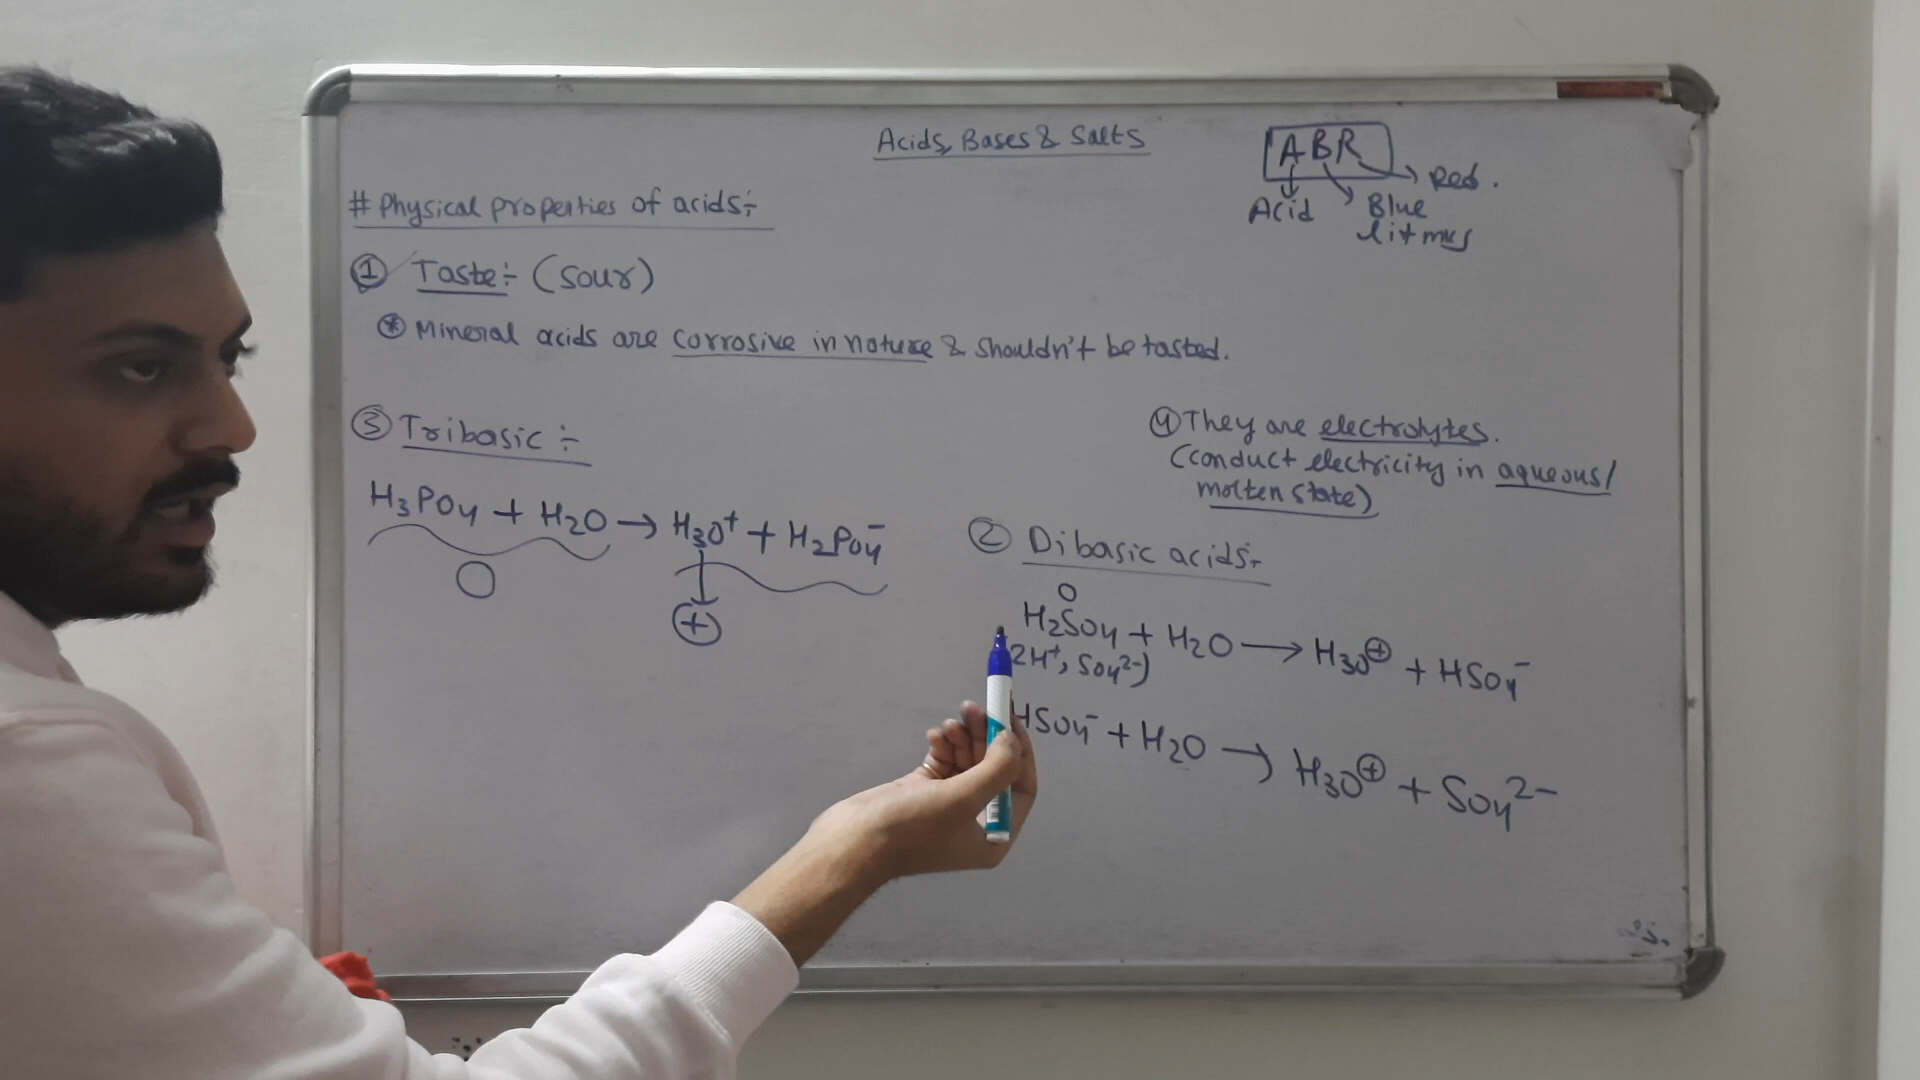 Acids, Bases & Salts
ABR
Red.
Acid
Blue
litmus
# Physical properties of acids:-
① Taste:- (Sour)
* Mineral acids are corrosive in nature & shouldn't be tasted.
③ Tribasic :-
H₃PO₄ + H₂O → H₃O⁺ + H₂PO₄⁻
O
+
④ They are electrolytes.
(conduct electricity in aqueous/
molten state)
② Dibasic acids:-
O
H₂SO₄ + H₂O → H₃O⊕ + HSO₄⁻
2H⁺, SO₄²⁻)
HSO₄⁻ + H₂O → H₃O⊕ + SO₄²⁻